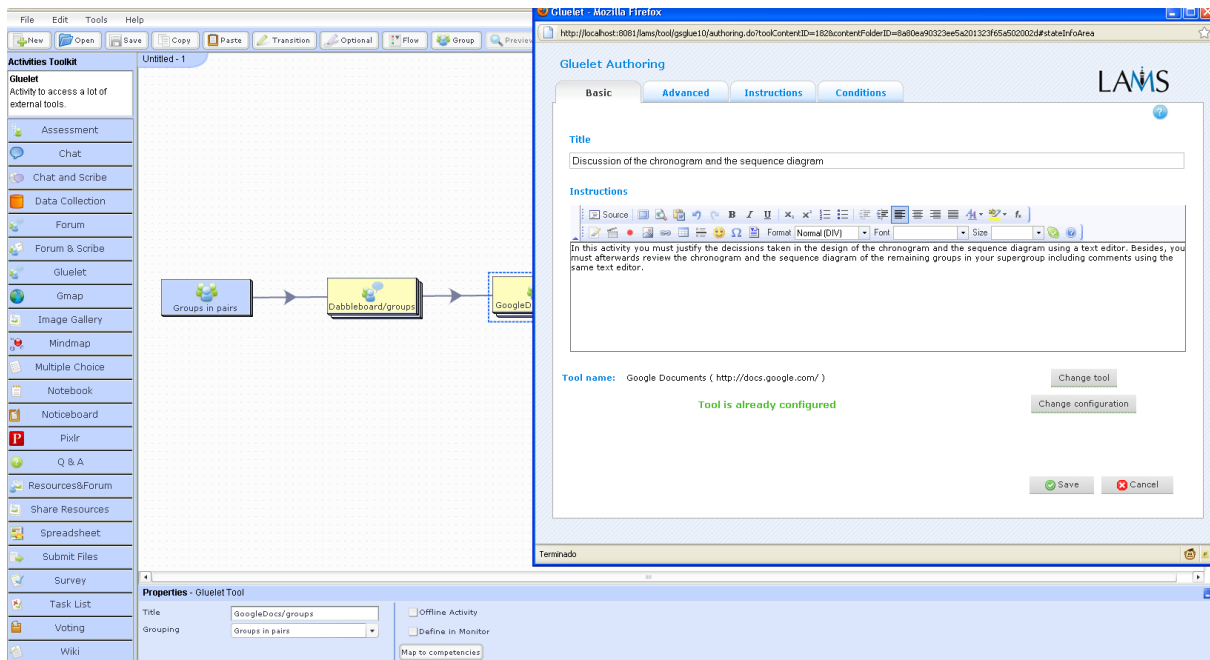 File Edit Tools Help
New Open Save Copy Paste Transition Optional Flow Group Preview
Activities Toolkit
Gluelet
Activity to access a lot of
external tools.
Assessment
Chat
Chat and Scribe
Data Collection
Forum
Forum & Scribe
Gluelet
Gmap
Image Gallery
Mindmap
Multiple Choice
Notebook
Noticeboard
Pixlr
Q & A
Resources&Forum
Share Resources
Spreadsheet
Submit Files
Survey
Task List
Voting
Wiki
Untitled - 1
Groups in pairs
Dabbleboard/groups
GoogleD
Gluelet - Mozilla Firefox
http://localhost:8081/lams/tool/gsglue10/authoring.do?toolContentID=182&contentFolderID=8a80ea90323ee5a201323f65a502002d#stateInfoArea
Gluelet Authoring
LAMS
Basic Advanced Instructions Conditions
Title
Discussion of the chronogram and the sequence diagram
Instructions
Source B I U x, x'
Format Normal (DIV) Font Size
In this activity you must justify the decissions taken in the design of the chronogram and the sequence diagram using a text editor. Besides, you
must afterwards review the chronogram and the sequence diagram of the remaining groups in your supergroup including comments using the
same text editor.
Tool name: Google Documents ( http://docs.google.com/ ) Change tool
Tool is already configured Change configuration
Save Cancel
Terminado
Properties - Gluelet Tool
Title GoogleDocs/groups Offline Activity
Grouping Groups in pairs Define in Monitor
Map to competencies